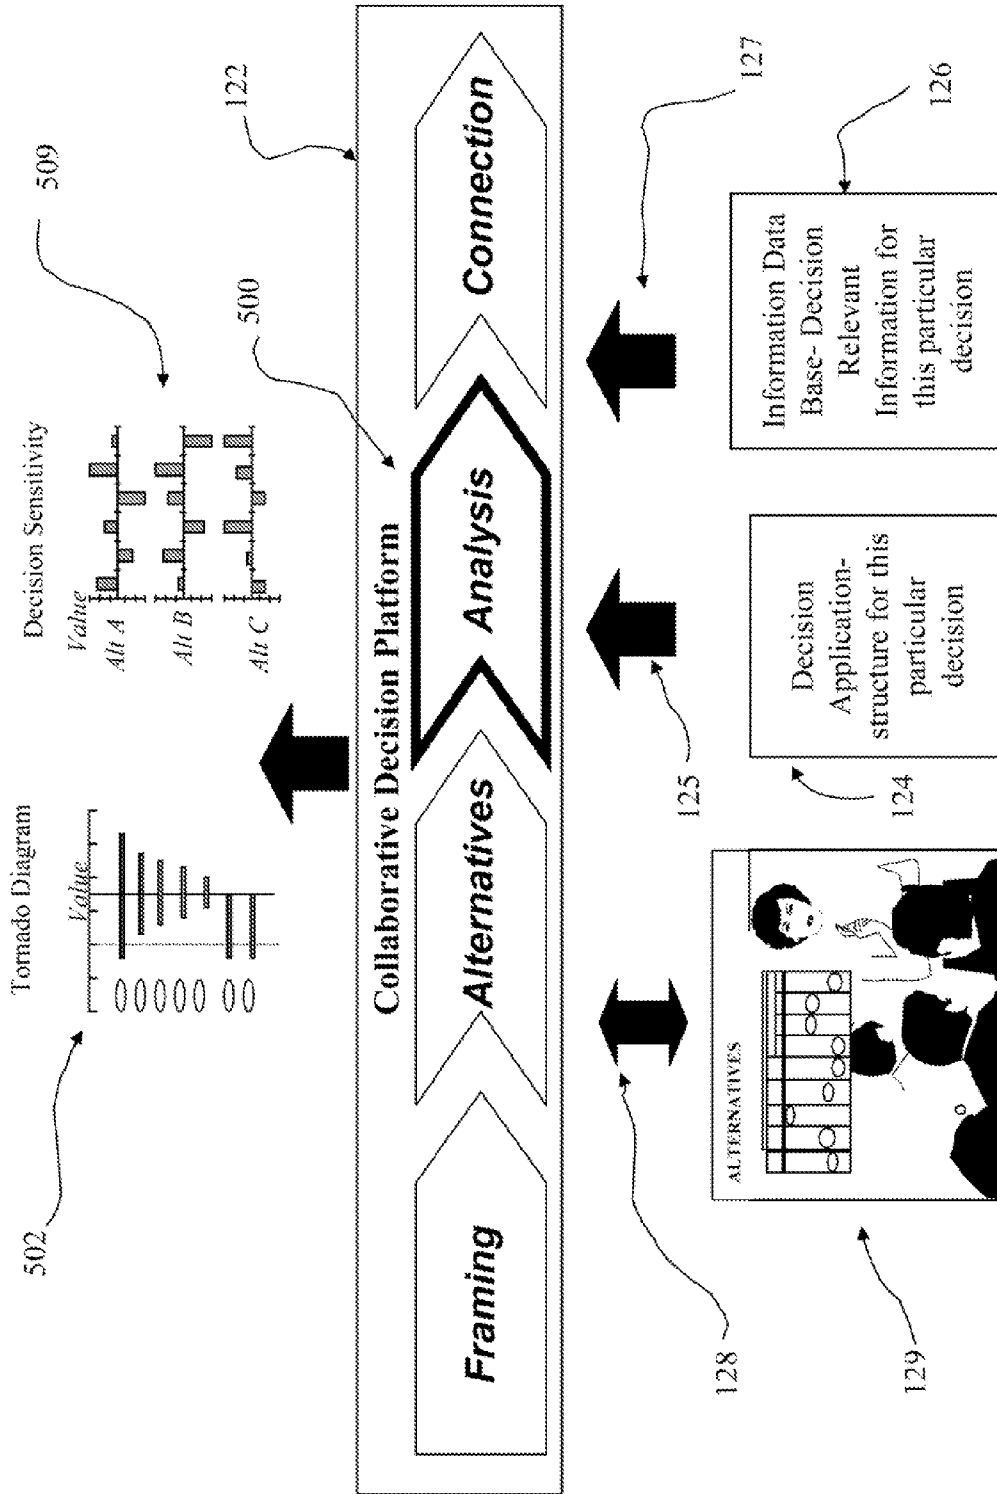 Tornado Diagram
Value
502
Decision Sensitivity
Value
Alt A
Alt B
Alt C
509
122
500
Collaborative Decision Platform
Framing
Alternatives
Analysis
Connection
128
125
127
129
ALTERNATIVES
124
Decision
Application-
structure for this
particular
decision
126
Information Data
Base- Decision
Relevant
Information for
this particular
decision